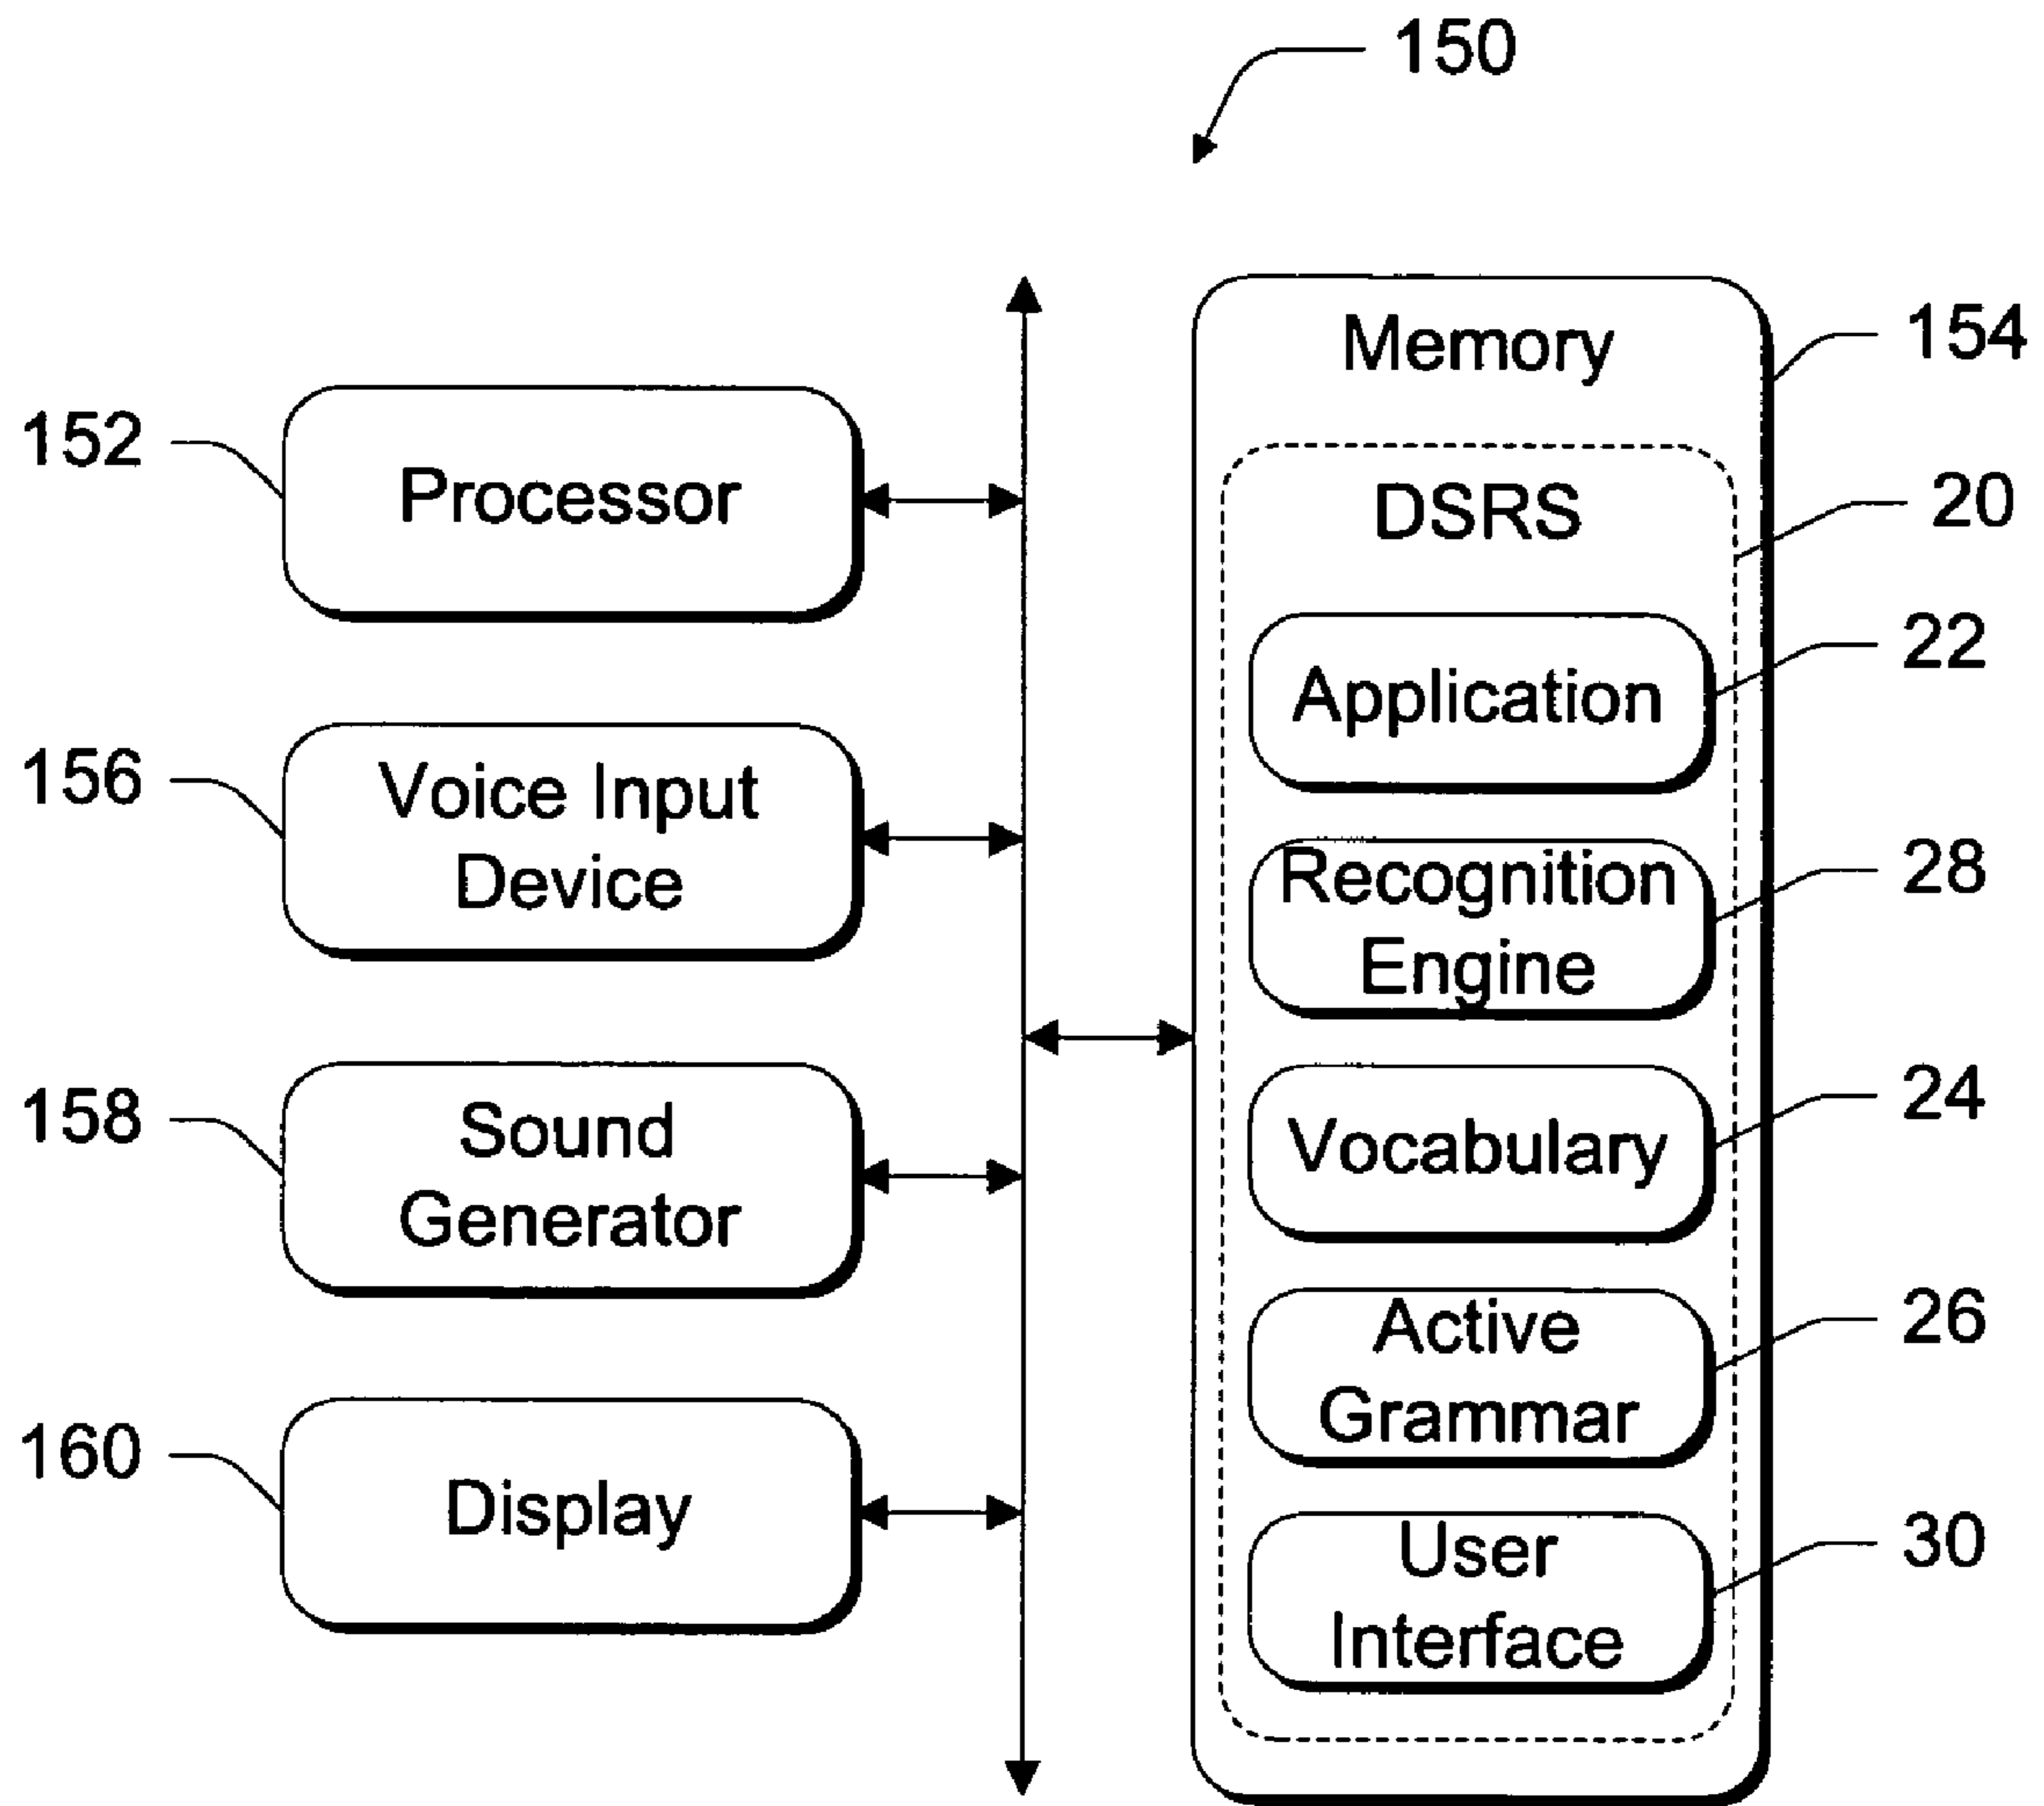 150
Memory
154
152
Processor
DSRS
20
Application
22
156
Voice Input
Device
Recognition
Engine
28
158
Sound
Generator
Vocabulary
24
Active
Grammar
26
160
Display
User
Interface
30